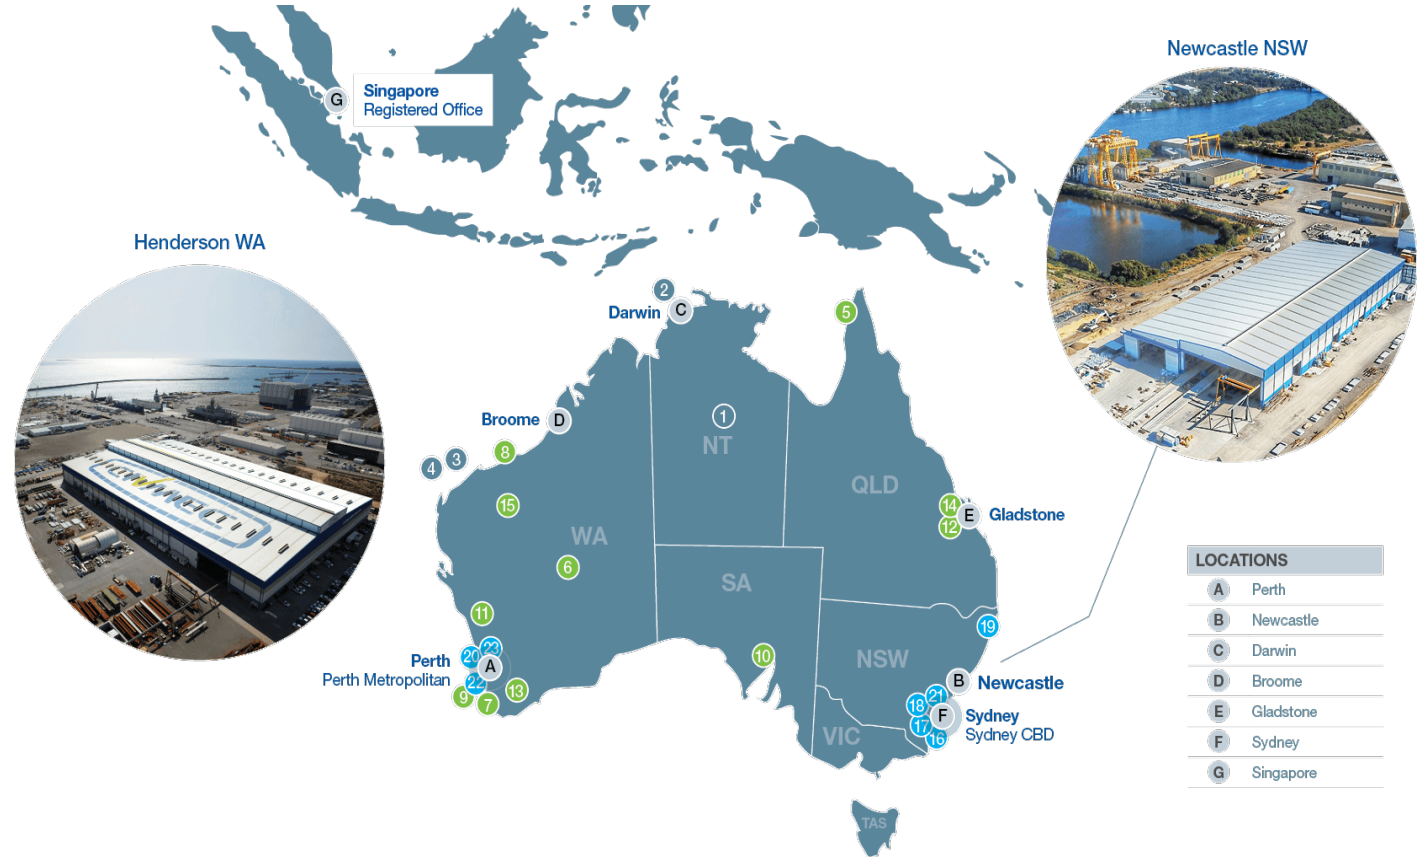 Newcastle NSW
G
Singapore
Registered Office
Henderson WA
2
Darwin
C
5
1
NT
Broome
D
8
3
4
15
QLD
14
E
Gladstone
12
WA
6
SA
11
19
NSW
10
Perth
Perth Metropolitan
20
23
A
22
9
7
13
B
Newcastle
21
18
F
Sydney
Sydney CBD
17
16
VIC
TAS
LOCATIONS
A Perth
B Newcastle
C Darwin
D Broome
E Gladstone
F Sydney
G Singapore